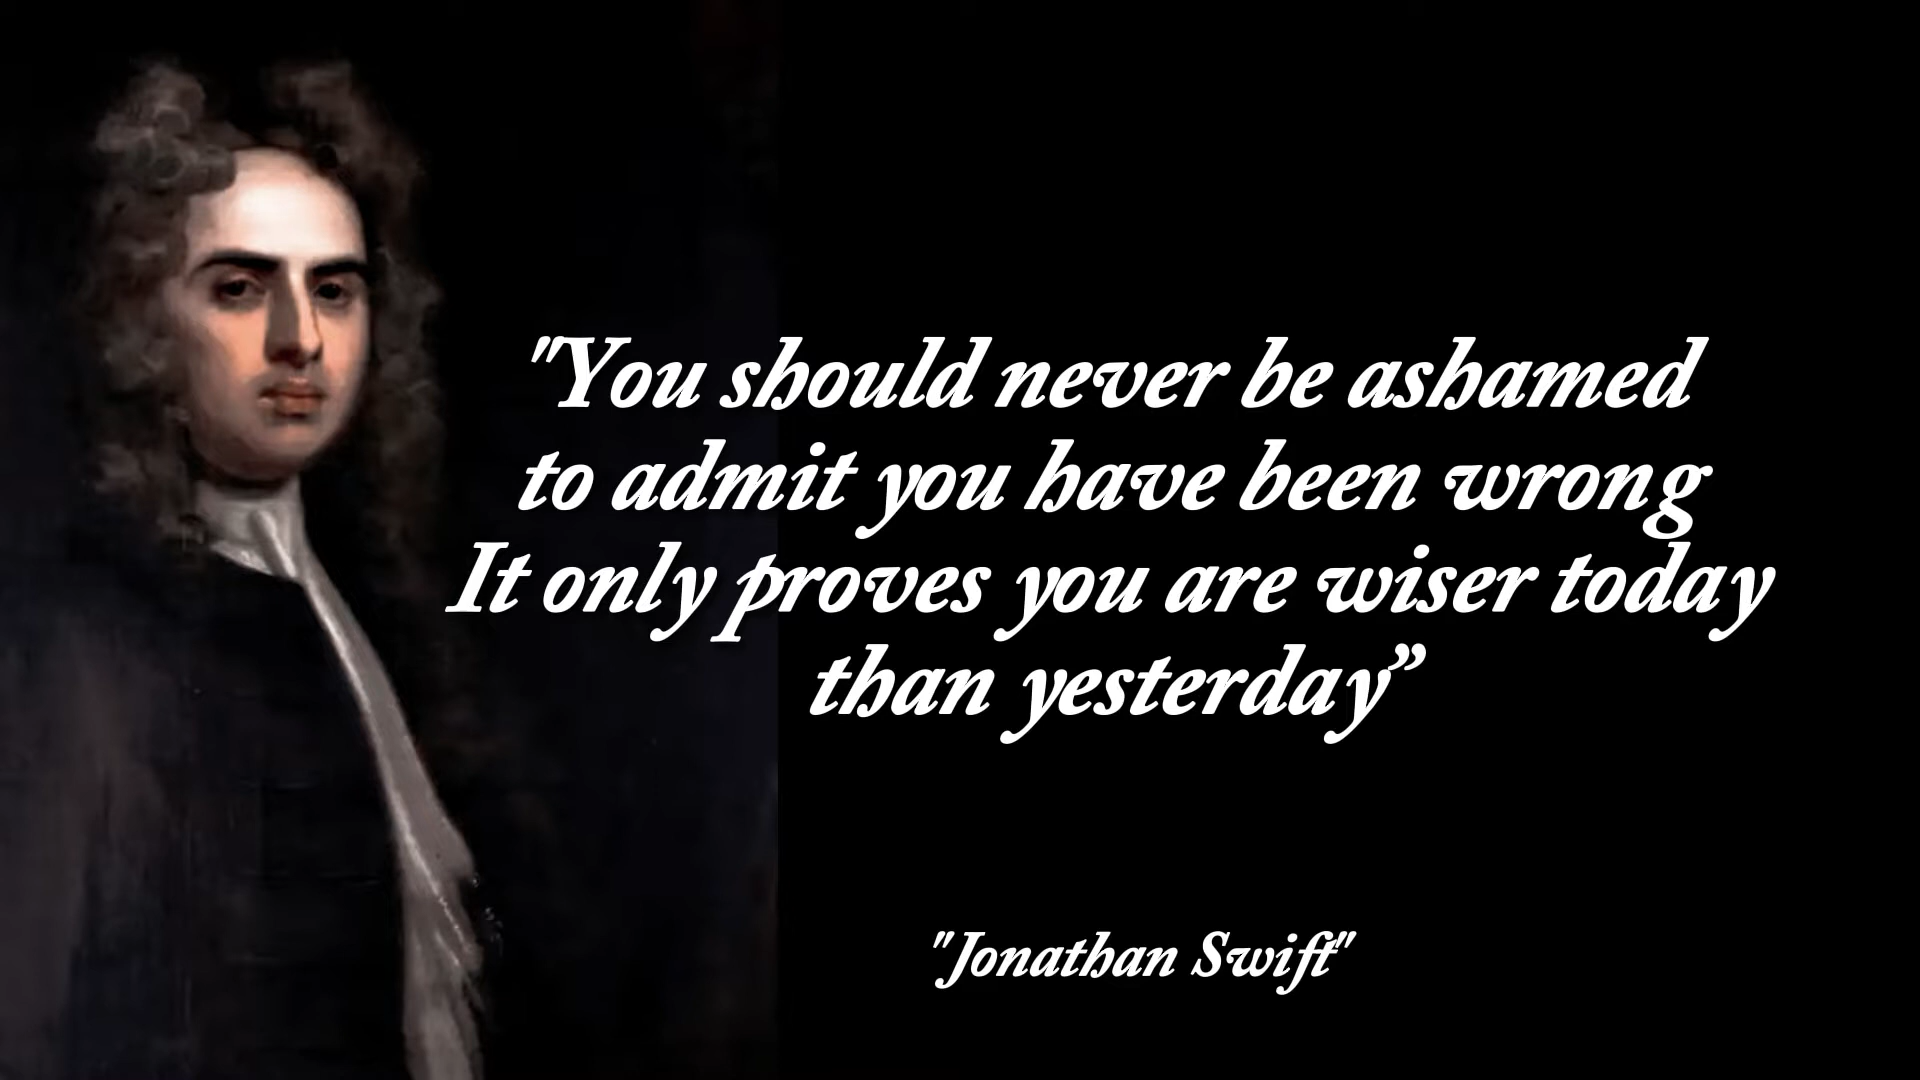 "You should never be ashamed
to admit you have been wrong
It only proves you are wiser today
than yesterday”
"Jonathan Swift"